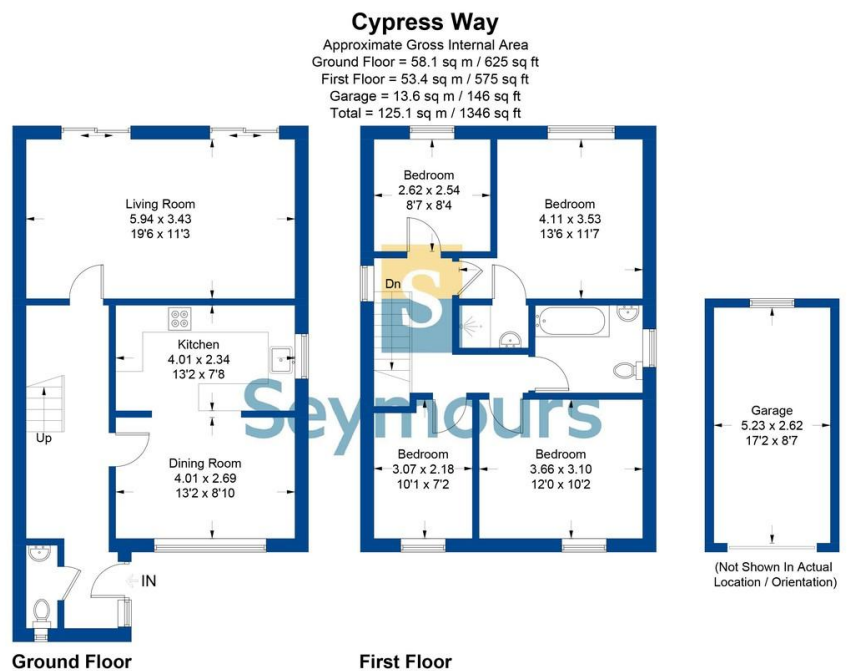 Cypress Way
Approximate Gross Internal Area
Ground Floor = 58.1 sq m / 625 sq ft
First Floor = 53.4 sq m / 575 sq ft
Garage = 13.6 sq m / 146 sq ft
Total = 125.1 sq m / 1346 sq ft
Living Room
5.94 x 3.43
19'6 x 11'3
Kitchen
4.01 x 2.34
13'2 x 7'8
Up
Dining Room
4.01 x 2.69
13'2 x 8'10
IN
Ground Floor
Bedroom
2.62 x 2.54
8'7 x 8'4
Bedroom
4.11 x 3.53
13'6 x 11'7
Dn
S
Seymours
Bedroom
3.07 x 2.18
10'1 x 7'2
Bedroom
3.66 x 3.10
12'0 x 10'2
First Floor
Garage
5.23 x 2.62
17'2 x 8'7
(Not Shown In Actual
Location / Orientation)